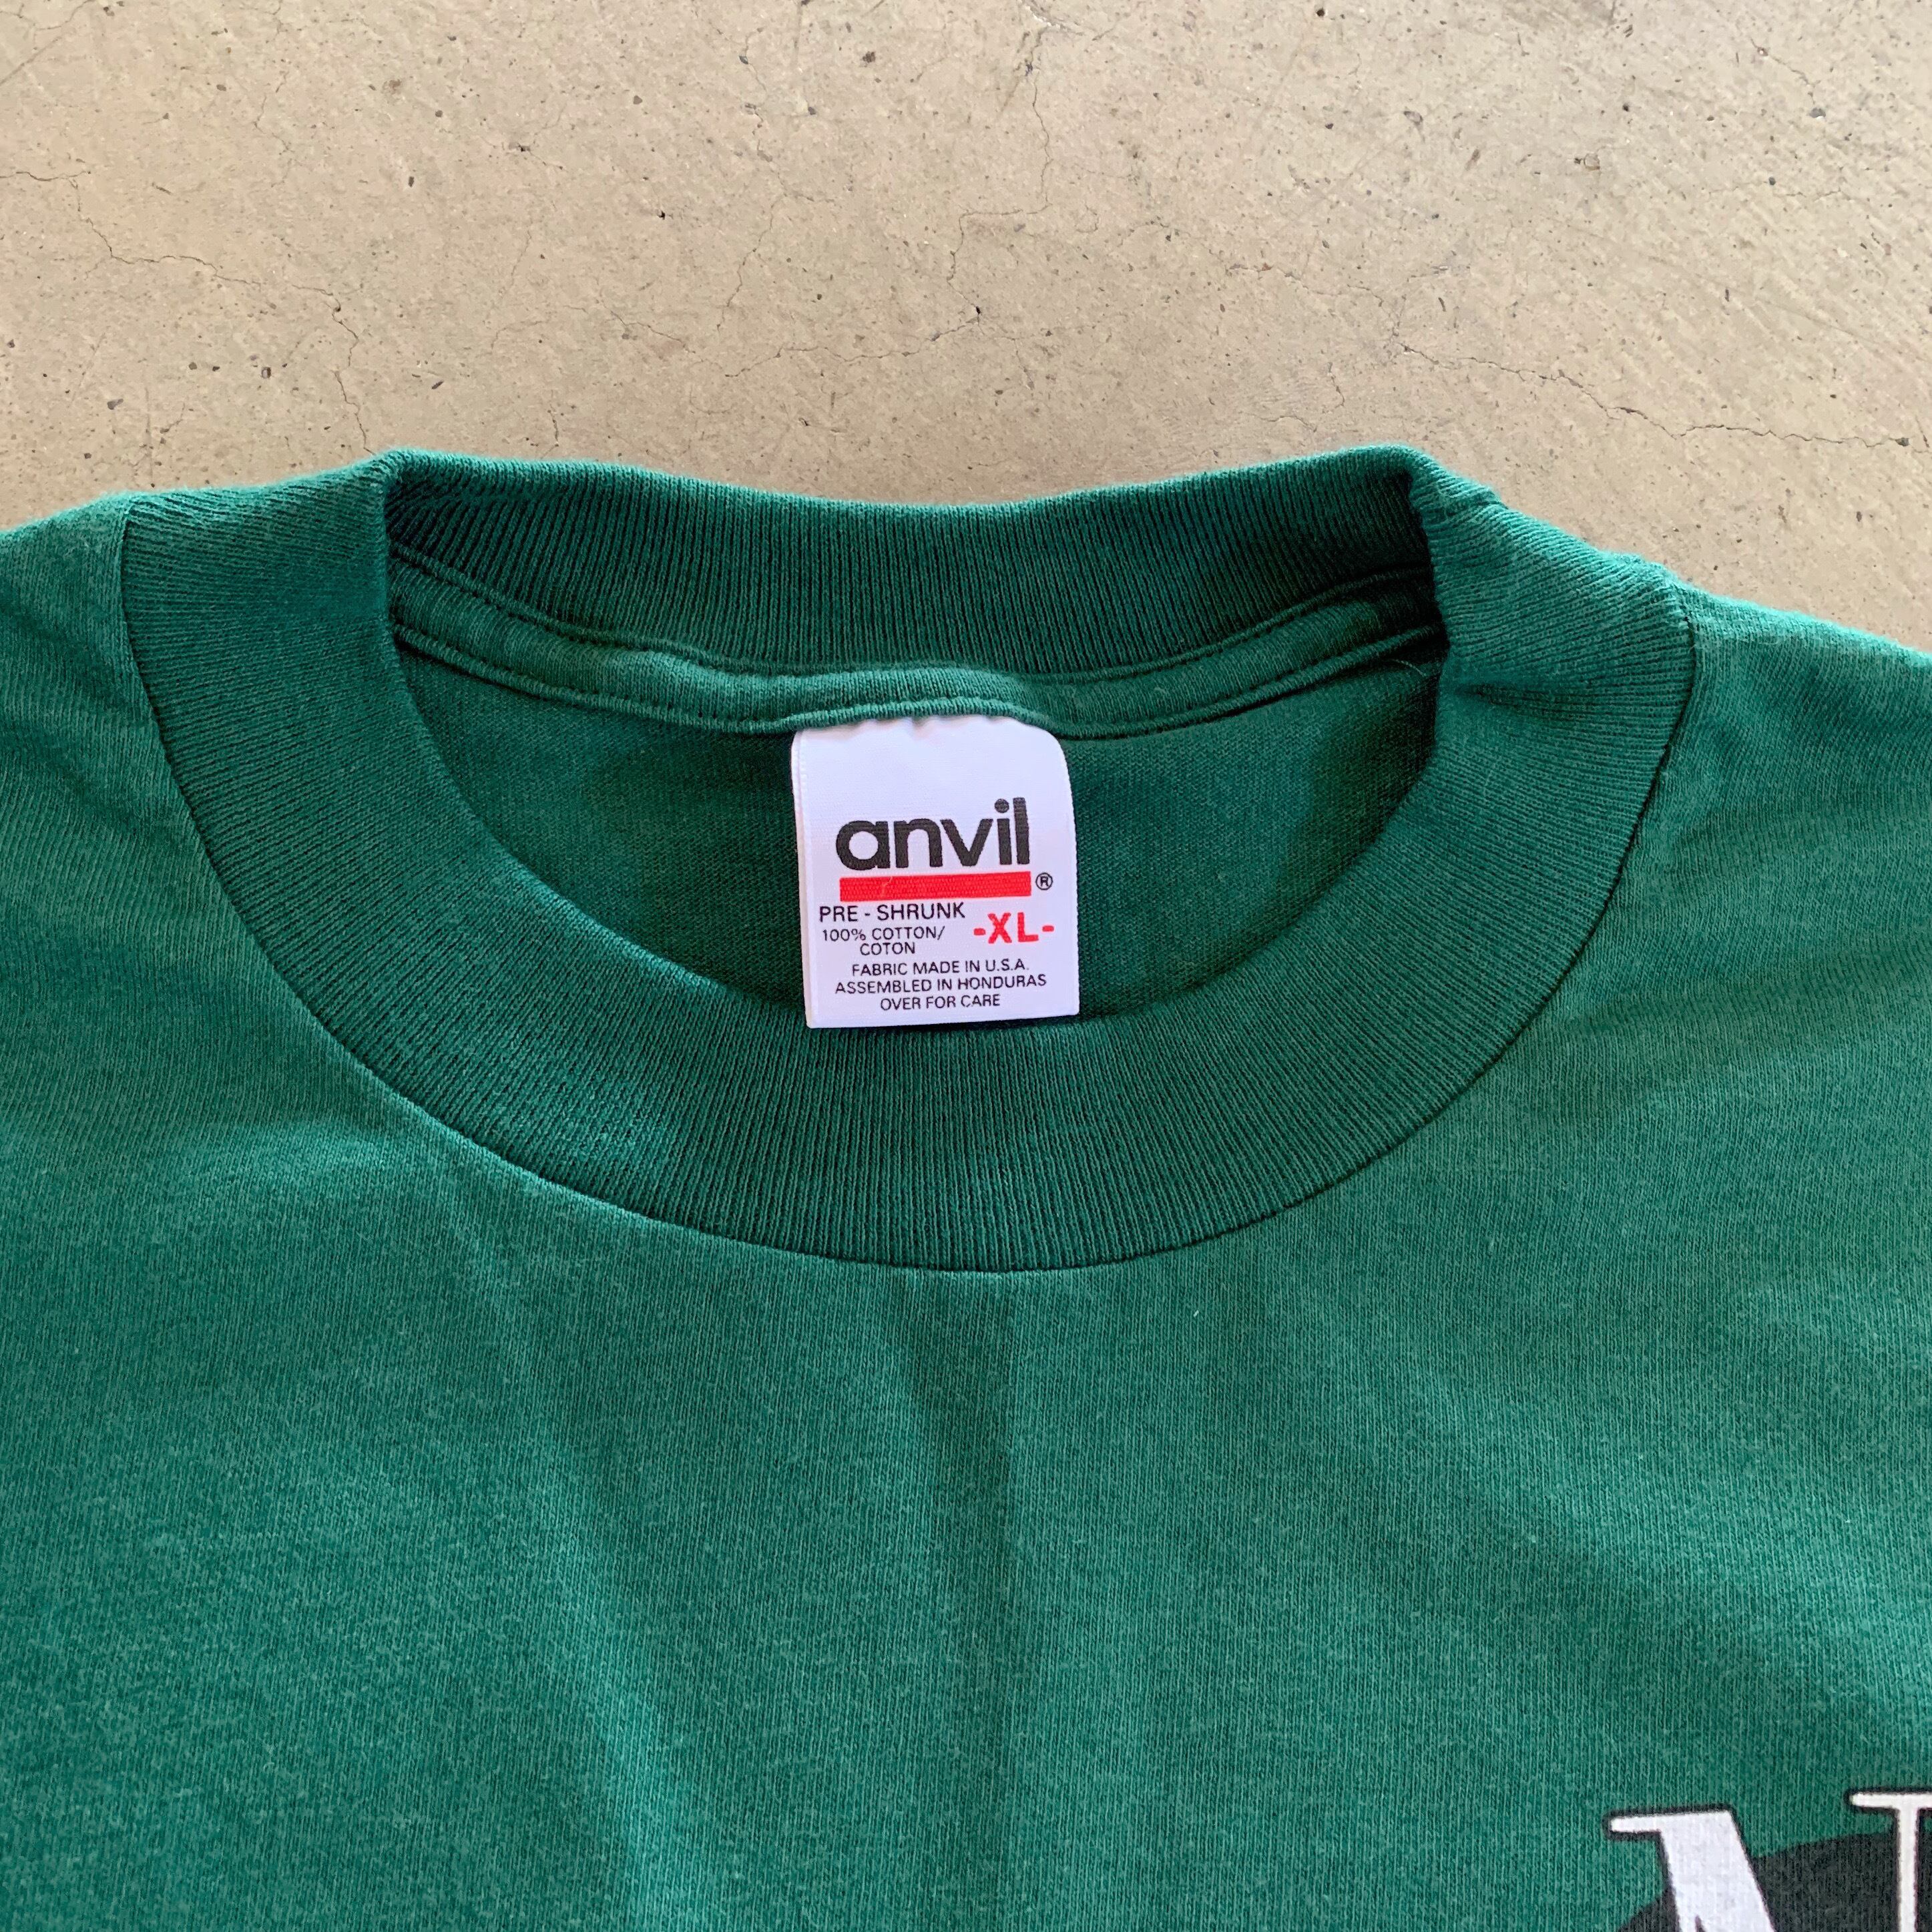 anvil
®
PRE - SHRUNK
-XL-
100% COTTON/
COTON
FABRIC MADE IN U.S.A.
ASSEMBLED IN HONDURAS
OVER FOR CARE